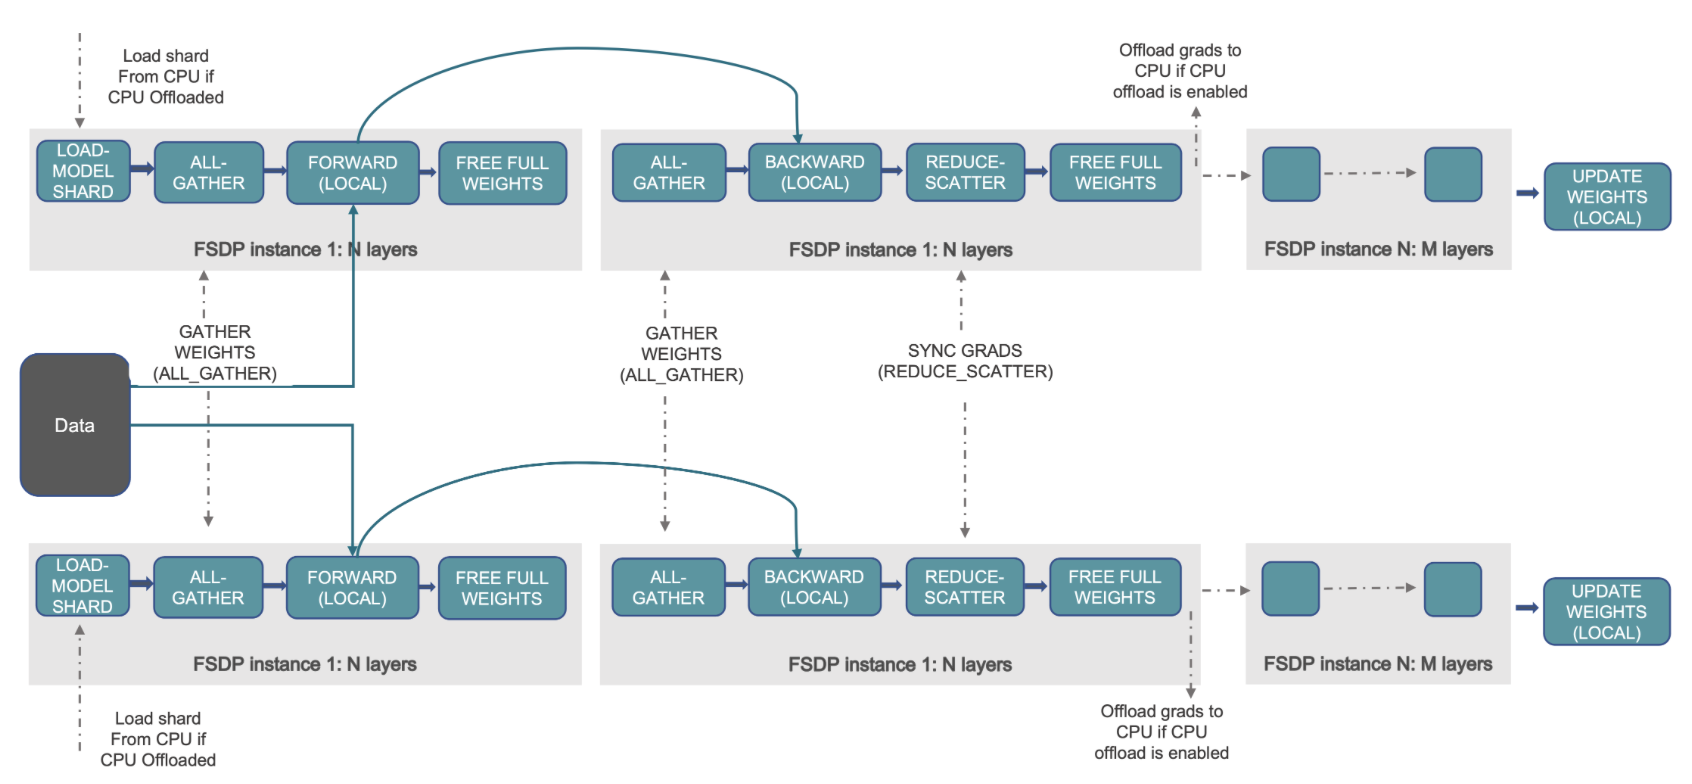 Load shard
From CPU if
CPU Offloaded
Offload grads to
CPU if CPU
offload is enabled
LOAD-
MODEL
SHARD
ALL-
GATHER
FORWARD
(LOCAL)
FREE FULL
WEIGHTS
FSDP instance 1: N layers
ALL-
GATHER
BACKWARD
(LOCAL)
REDUCE-
SCATTER
FREE FULL
WEIGHTS
FSDP instance 1: N layers
FSDP instance N: M layers
UPDATE
WEIGHTS
(LOCAL)
GATHER
WEIGHTS
(ALL_GATHER)
GATHER
WEIGHTS
(ALL_GATHER)
SYNC GRADS
(REDUCE_SCATTER)
Data
LOAD-
MODEL
SHARD
ALL-
GATHER
FORWARD
(LOCAL)
FREE FULL
WEIGHTS
FSDP instance 1: N layers
ALL-
GATHER
BACKWARD
(LOCAL)
REDUCE-
SCATTER
FREE FULL
WEIGHTS
FSDP instance 1: N layers
FSDP instance N: M layers
UPDATE
WEIGHTS
(LOCAL)
Load shard
From CPU if
CPU Offloaded
Offload grads to
CPU if CPU
offload is enabled